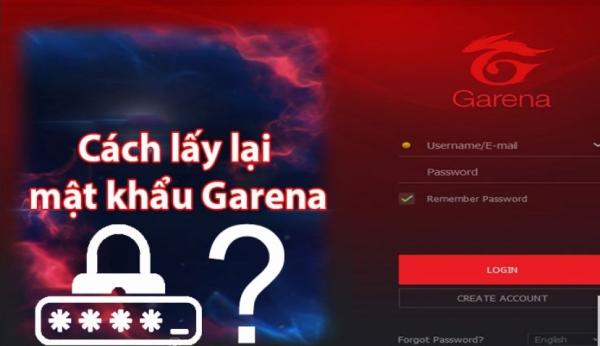 Cách lấy lại
mật khẩu Garena
****_
?
Garena
Username/E-mail
Password
Remember Password
LOGIN
CREATE ACCOUNT
Forgot Password?
English